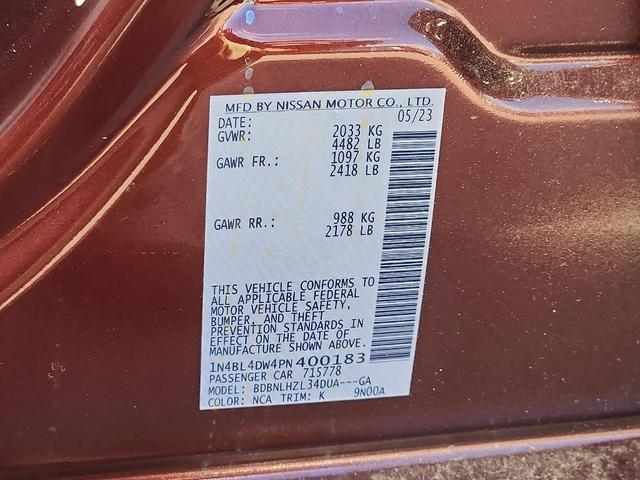 MFD BY NISSAN MOTOR CO., LTD.
DATE: 05/23
GVWR: 2033 KG
4482 LB
GAWR FR.: 1097 KG
2418 LB
GAWR RR.: 988 KG
2178 LB
THIS VEHICLE CONFORMS TO
ALL APPLICABLE FEDERAL
MOTOR VEHICLE SAFETY,
BUMPER, AND THEFT
PREVENTION STANDARDS IN
EFFECT ON THE DATE OF
MANUFACTURE SHOWN ABOVE.
1N4BL4DW4PN400183
PASSENGER CAR 715778
MODEL: BDBNLHZL34DUA---GA
COLOR: NCA TRIM: K 9N00A